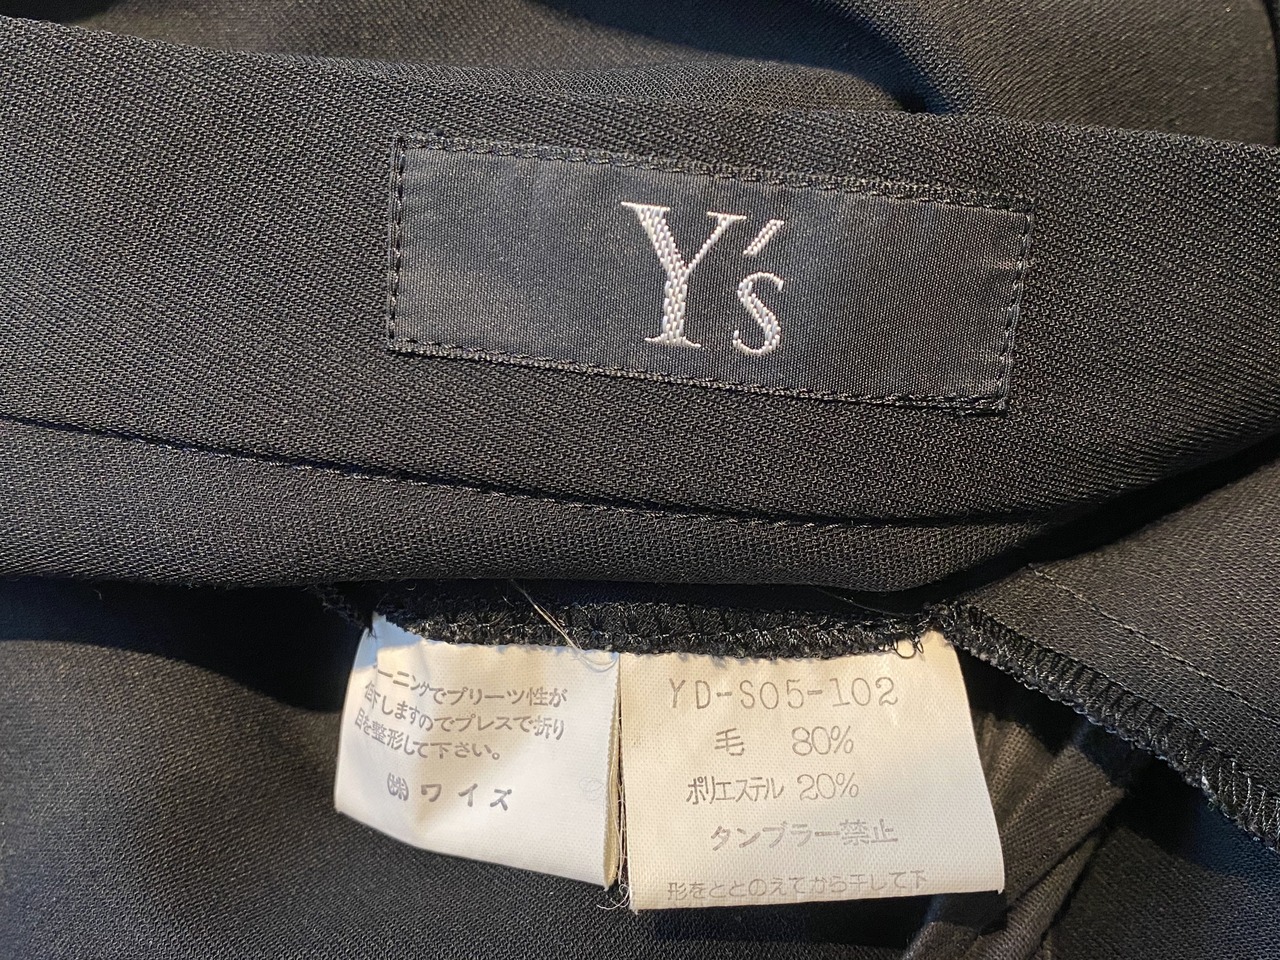 Y's
ーニングでプリーツ性が
低下しますのでプレスで折り
目を整形して下さい。
㈱ワイズ
YD-S05-102
毛 80%
ポリエステル 20%
タンブラー禁止
形をととのえてから干して下